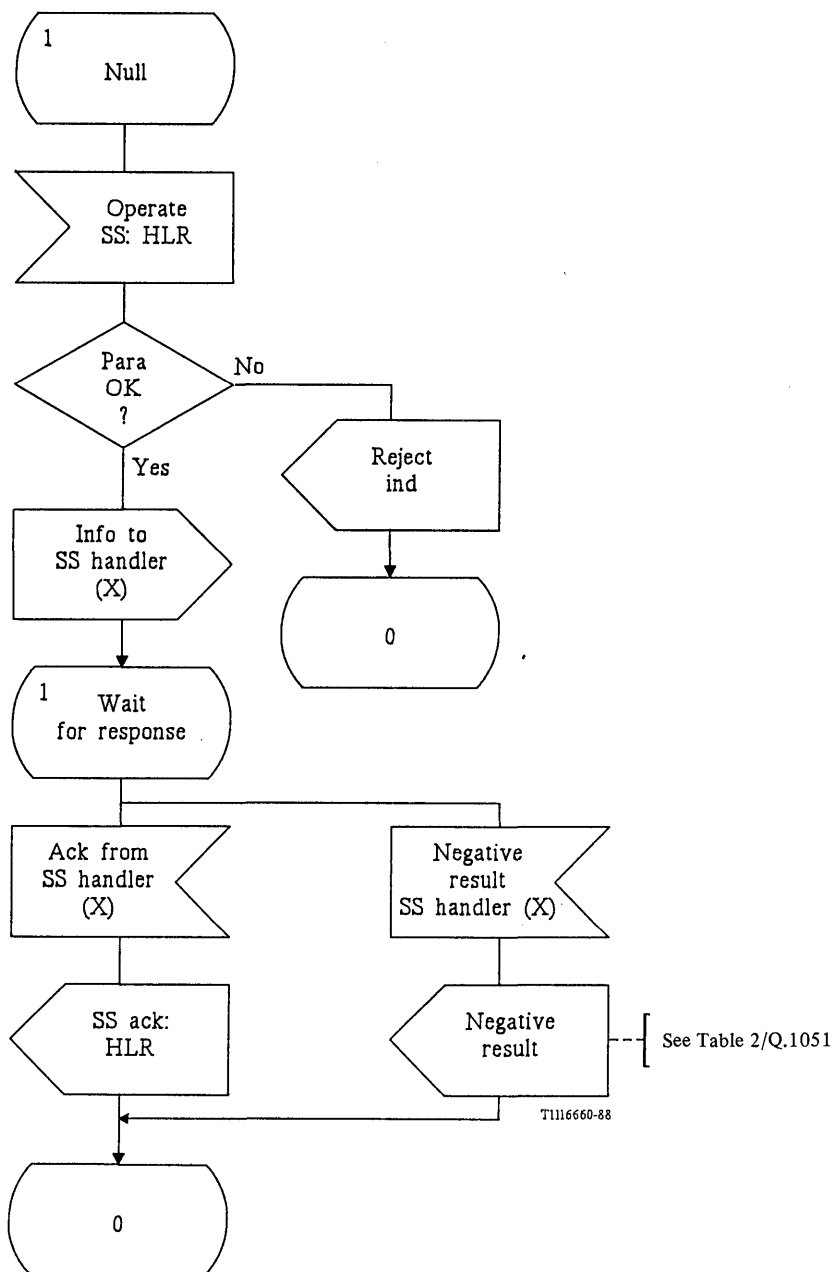 1
Null
Operate
SS: HLR
Para
OK
?
No
Yes
Reject
ind
Info to
SS handler
(X)
0
1
Wait
for response
Ack from
SS handler
(X)
Negative
result
SS handler (X)
SS ack:
HLR
Negative
result
See Table 2/Q.1051
T1116660-88
0